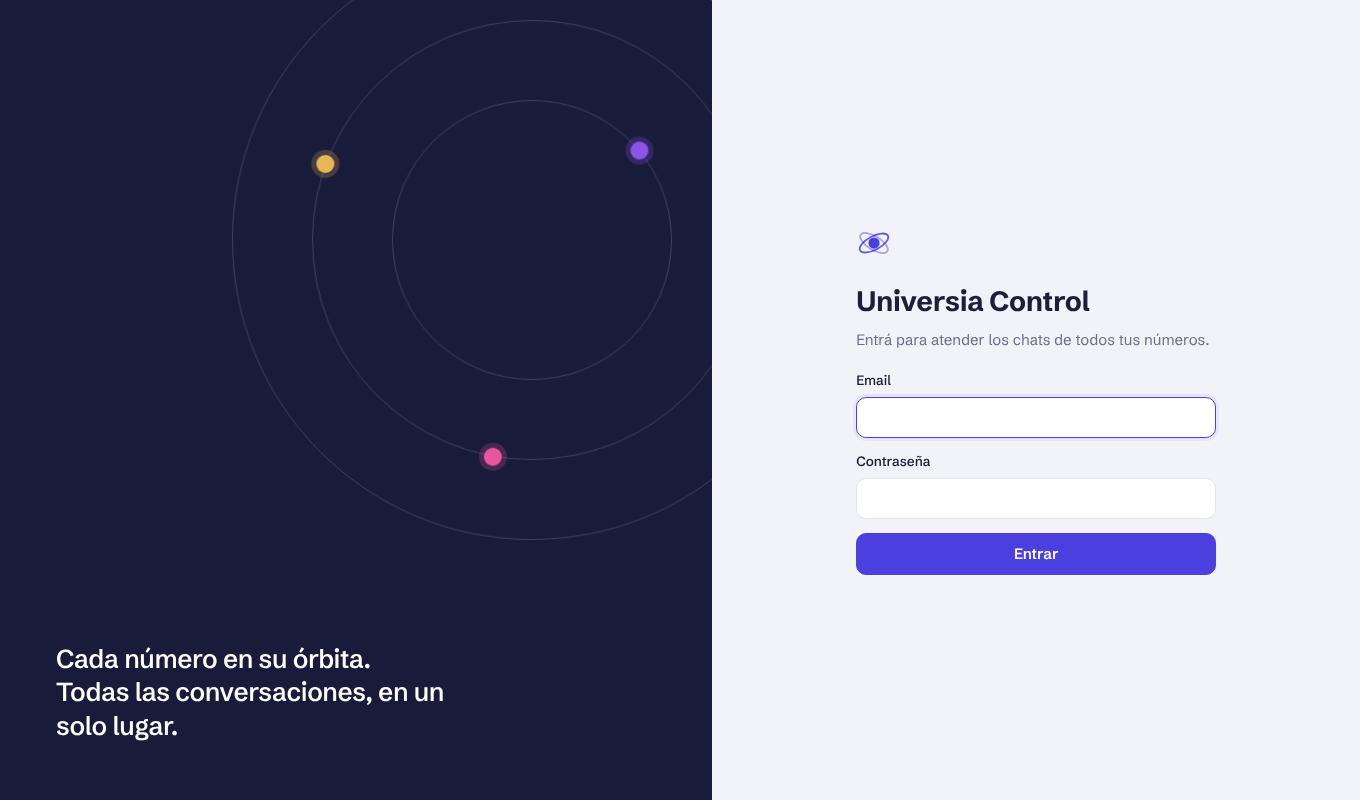 Cada número en su órbita.
Todas las conversaciones, en un
solo lugar.
Universia Control
Entrá para atender los chats de todos tus números.
Email
Contraseña
Entrar